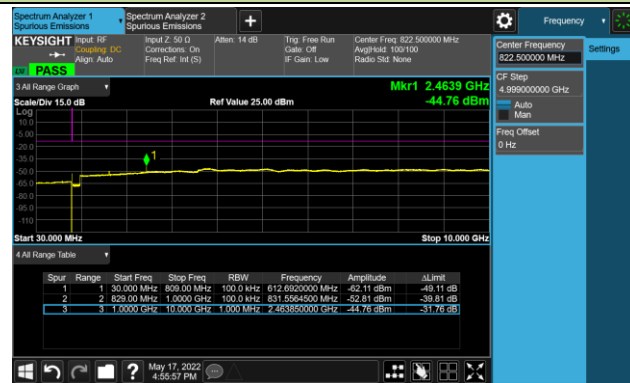 Spectrum Analyzer 1
Spurious Emissions
Spectrum Analyzer 2
Spurious Emissions
Frequency
KEYSIGHT
Input: RF
Coupling: DC
Align: Auto
Input Z: 50 Ω
Corrections: On
Freq Ref: Int (S)
Atten: 14 dB
Trig: Free Run
Gate: Off
IF Gain: Low
Center Freq: 822.500000 MHz
Avg|Hold: 100/100
Radio Std: None
PASS
Center Frequency
822.500000 MHz
Settings
CF Step
4.999000000 GHz
Auto
Man
Freq Offset
0 Hz
3 All Range Graph
Mkr1 2.4639 GHz
Scale/Div 15.0 dB
Ref Value 25.00 dBm
-44.76 dBm
Log
10.0
-5.00
-20.0
-35.0
-50.0
-65.0
-80.0
-95.0
-110
1
Start 30.000 MHz
Stop 10.000 GHz
4 All Range Table
Spur Range Start Freq Stop Freq RBW Frequency Amplitude ΔLimit
1 1 30.000 MHz 809.00 MHz 100.0 kHz 612.6920000 MHz -62.11 dBm -49.11 dB
2 2 829.00 MHz 1.0000 GHz 100.0 kHz 831.5564500 MHz -52.81 dBm -39.81 dB
3 3 1.0000 GHz 10.000 GHz 1.000 MHz 2.463850000 GHz -44.76 dBm -31.76 dB
May 17, 2022
4:55:57 PM